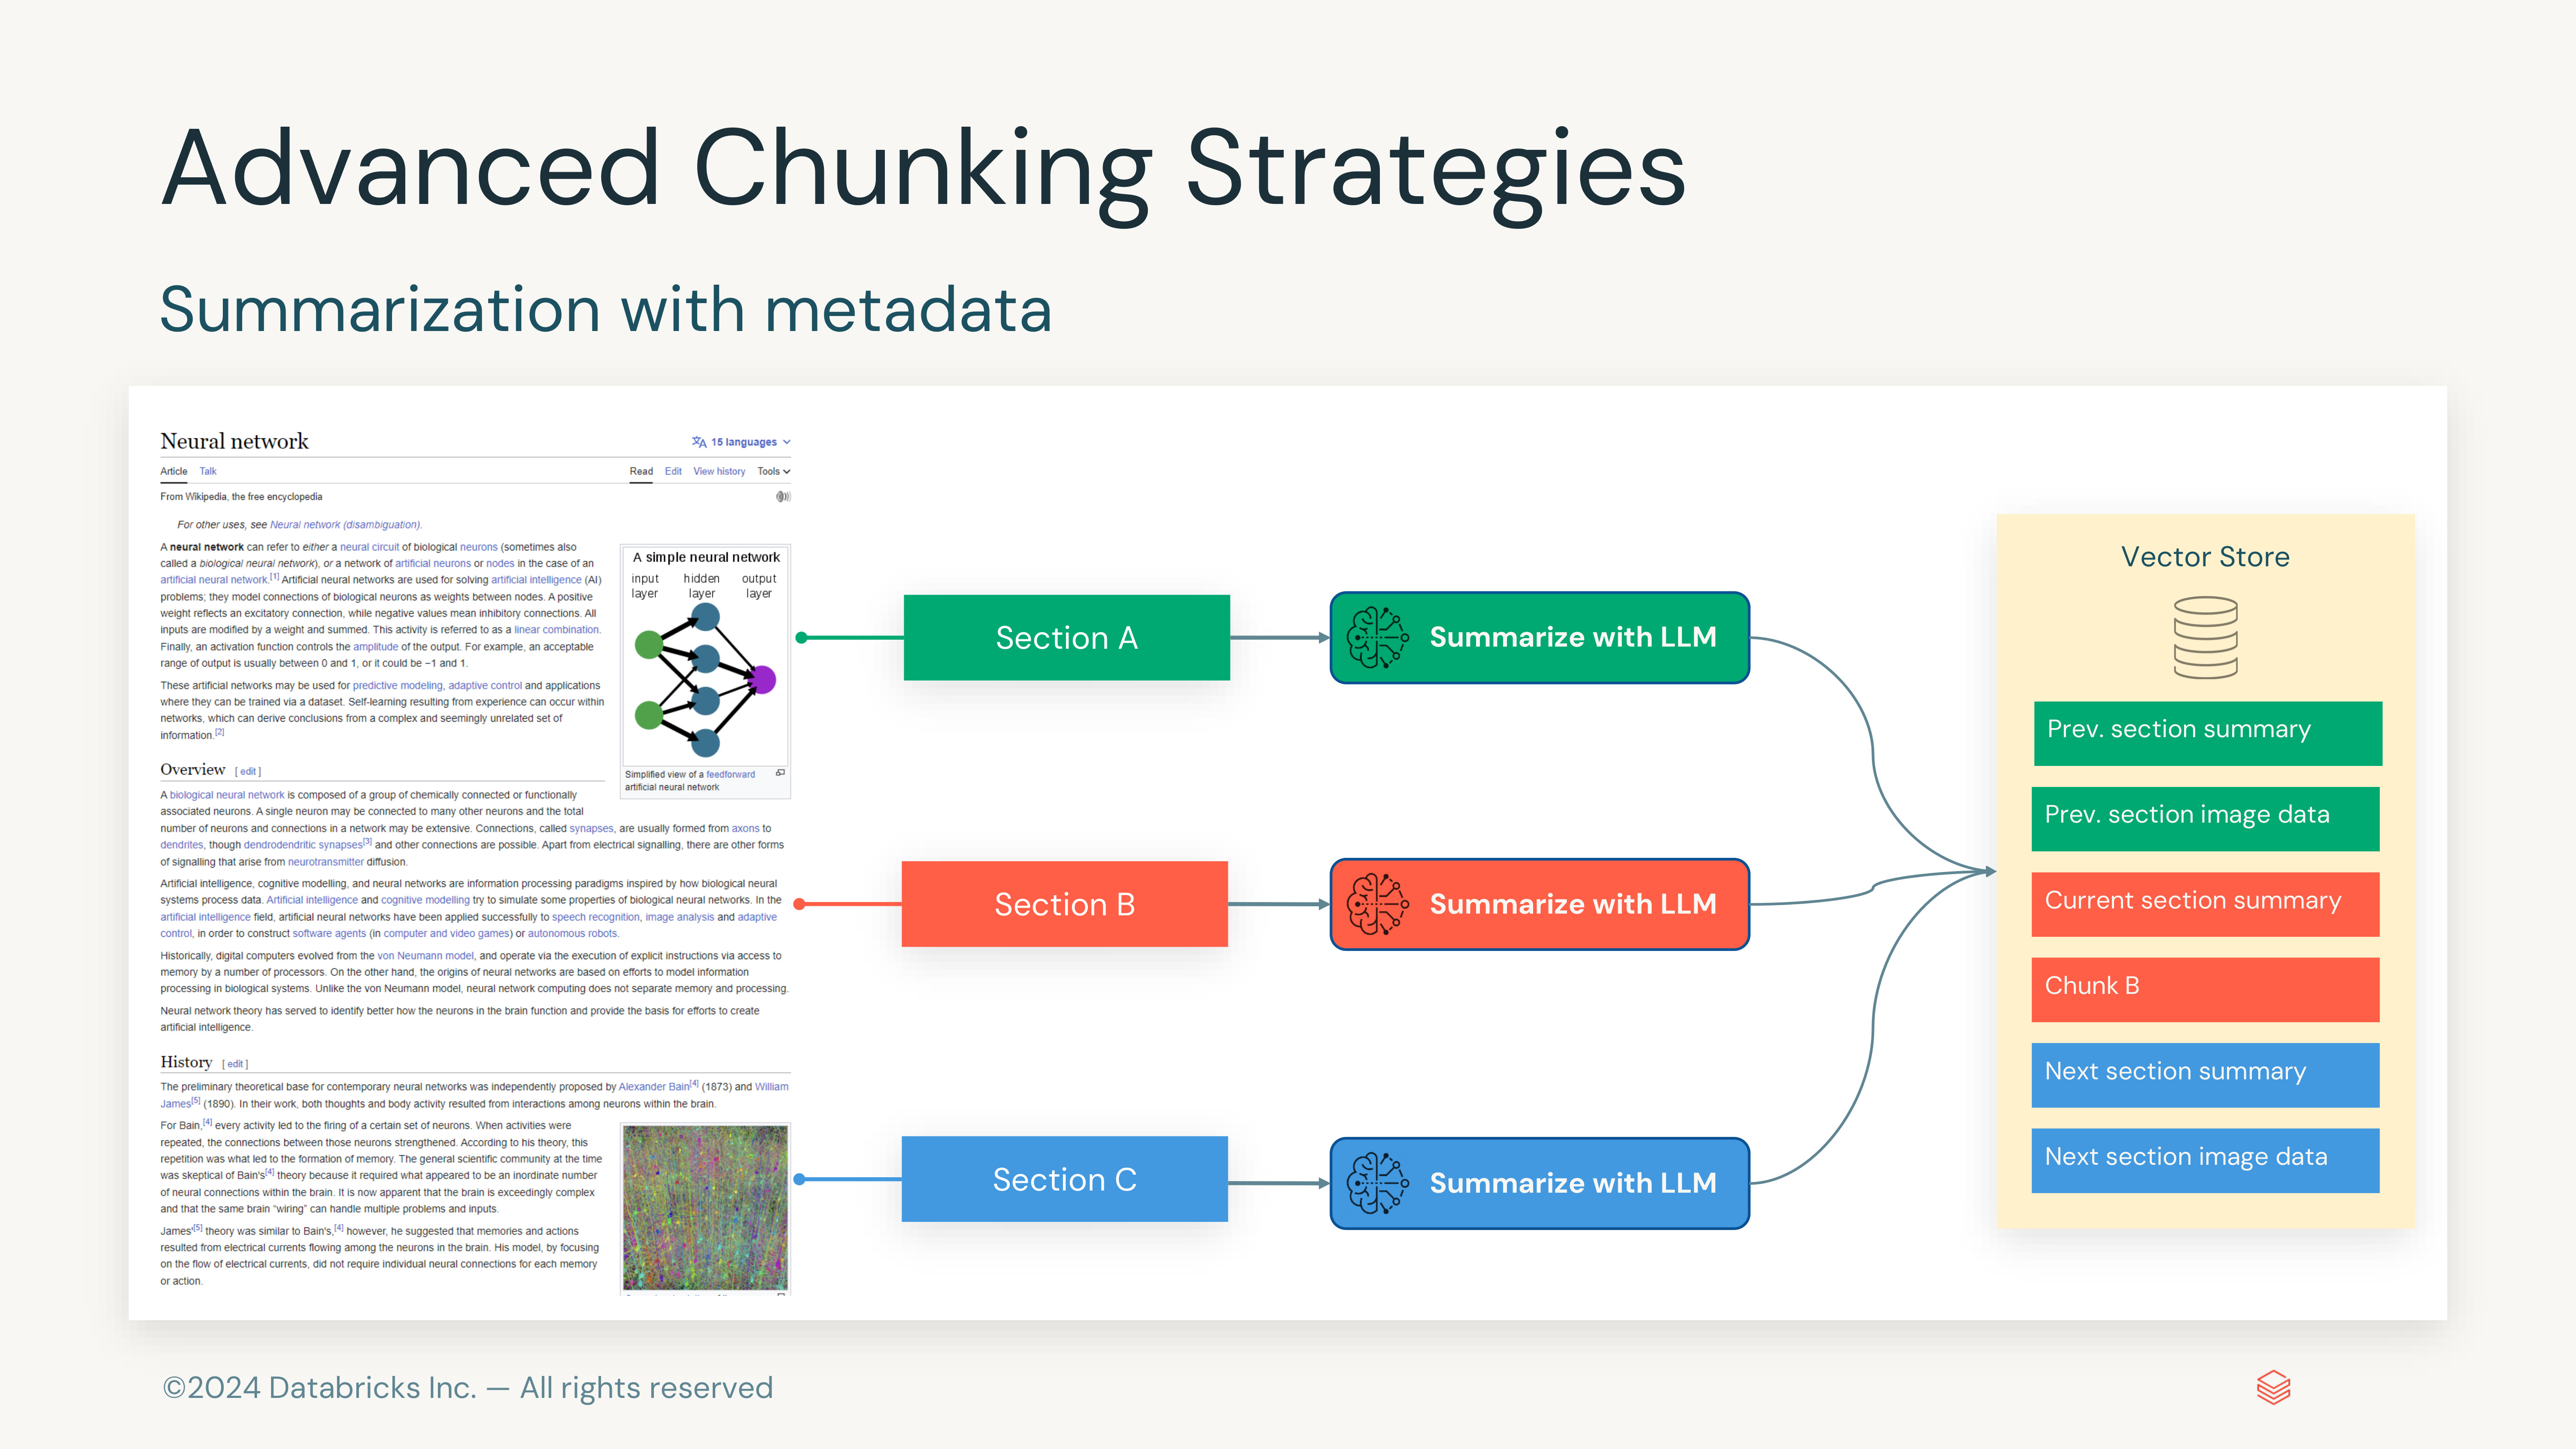 Advanced Chunking Strategies
Summarization with metadata
Neural network
15 languages
Article Talk
Read Edit View history Tools
From Wikipedia, the free encyclopedia
For other uses, see Neural network (disambiguation).
A neural network can refer to either a neural circuit of biological neurons (sometimes also
called a biological neural network), or a network of artificial neurons or nodes in the case of an
artificial neural network.[1] Artificial neural networks are used for solving artificial intelligence (AI)
problems; they model connections of biological neurons as weights between nodes. A positive
weight reflects an excitatory connection, while negative values mean inhibitory connections. All
inputs are modified by a weight and summed. This activity is referred to as a linear combination.
Finally, an activation function controls the amplitude of the output. For example, an acceptable
range of output is usually between 0 and 1, or it could be −1 and 1.
These artificial networks may be used for predictive modeling, adaptive control and applications
where they can be trained via a dataset. Self-learning resulting from experience can occur within
networks, which can derive conclusions from a complex and seemingly unrelated set of
information.[2]
A simple neural network
input hidden output
layer layer layer
Simplified view of a feedforward
artificial neural network
Overview [ edit ]
A biological neural network is composed of a group of chemically connected or functionally
associated neurons. A single neuron may be connected to many other neurons and the total
number of neurons and connections in a network may be extensive. Connections, called synapses, are usually formed from axons to
dendrites, though dendrodendritic synapses[3] and other connections are possible. Apart from electrical signalling, there are other forms
of signalling that arise from neurotransmitter diffusion.
Artificial intelligence, cognitive modelling, and neural networks are information processing paradigms inspired by how biological neural
systems process data. Artificial intelligence and cognitive modelling try to simulate some properties of biological neural networks. In the
artificial intelligence field, artificial neural networks have been applied successfully to speech recognition, image analysis and adaptive
control, in order to construct software agents (in computer and video games) or autonomous robots.
Historically, digital computers evolved from the von Neumann model, and operate via the execution of explicit instructions via access to
memory by a number of processors. On the other hand, the origins of neural networks are based on efforts to model information
processing in biological systems. Unlike the von Neumann model, neural network computing does not separate memory and processing.
Neural network theory has served to identify better how the neurons in the brain function and provide the basis for efforts to create
artificial intelligence.
History [ edit ]
The preliminary theoretical base for contemporary neural networks was independently proposed by Alexander Bain[4] (1873) and William
James[5] (1890). In their work, both thoughts and body activity resulted from interactions among neurons within the brain.
For Bain,[4] every activity led to the firing of a certain set of neurons. When activities were
repeated, the connections between those neurons strengthened. According to his theory, this
repetition was what led to the formation of memory. The general scientific community at the time
was skeptical of Bain's[4] theory because it required what appeared to be an inordinate number
of neural connections within the brain. It is now apparent that the brain is exceedingly complex
and that the same brain "wiring" can handle multiple problems and inputs.
James'[5] theory was similar to Bain's,[4] however, he suggested that memories and actions
resulted from electrical currents flowing among the neurons in the brain. His model, by focusing
on the flow of electrical currents, did not require individual neural connections for each memory
or action.
Section A
Summarize with LLM
Section B
Summarize with LLM
Section C
Summarize with LLM
Vector Store
Prev. section summary
Prev. section image data
Current section summary
Chunk B
Next section summary
Next section image data
©2024 Databricks Inc. — All rights reserved